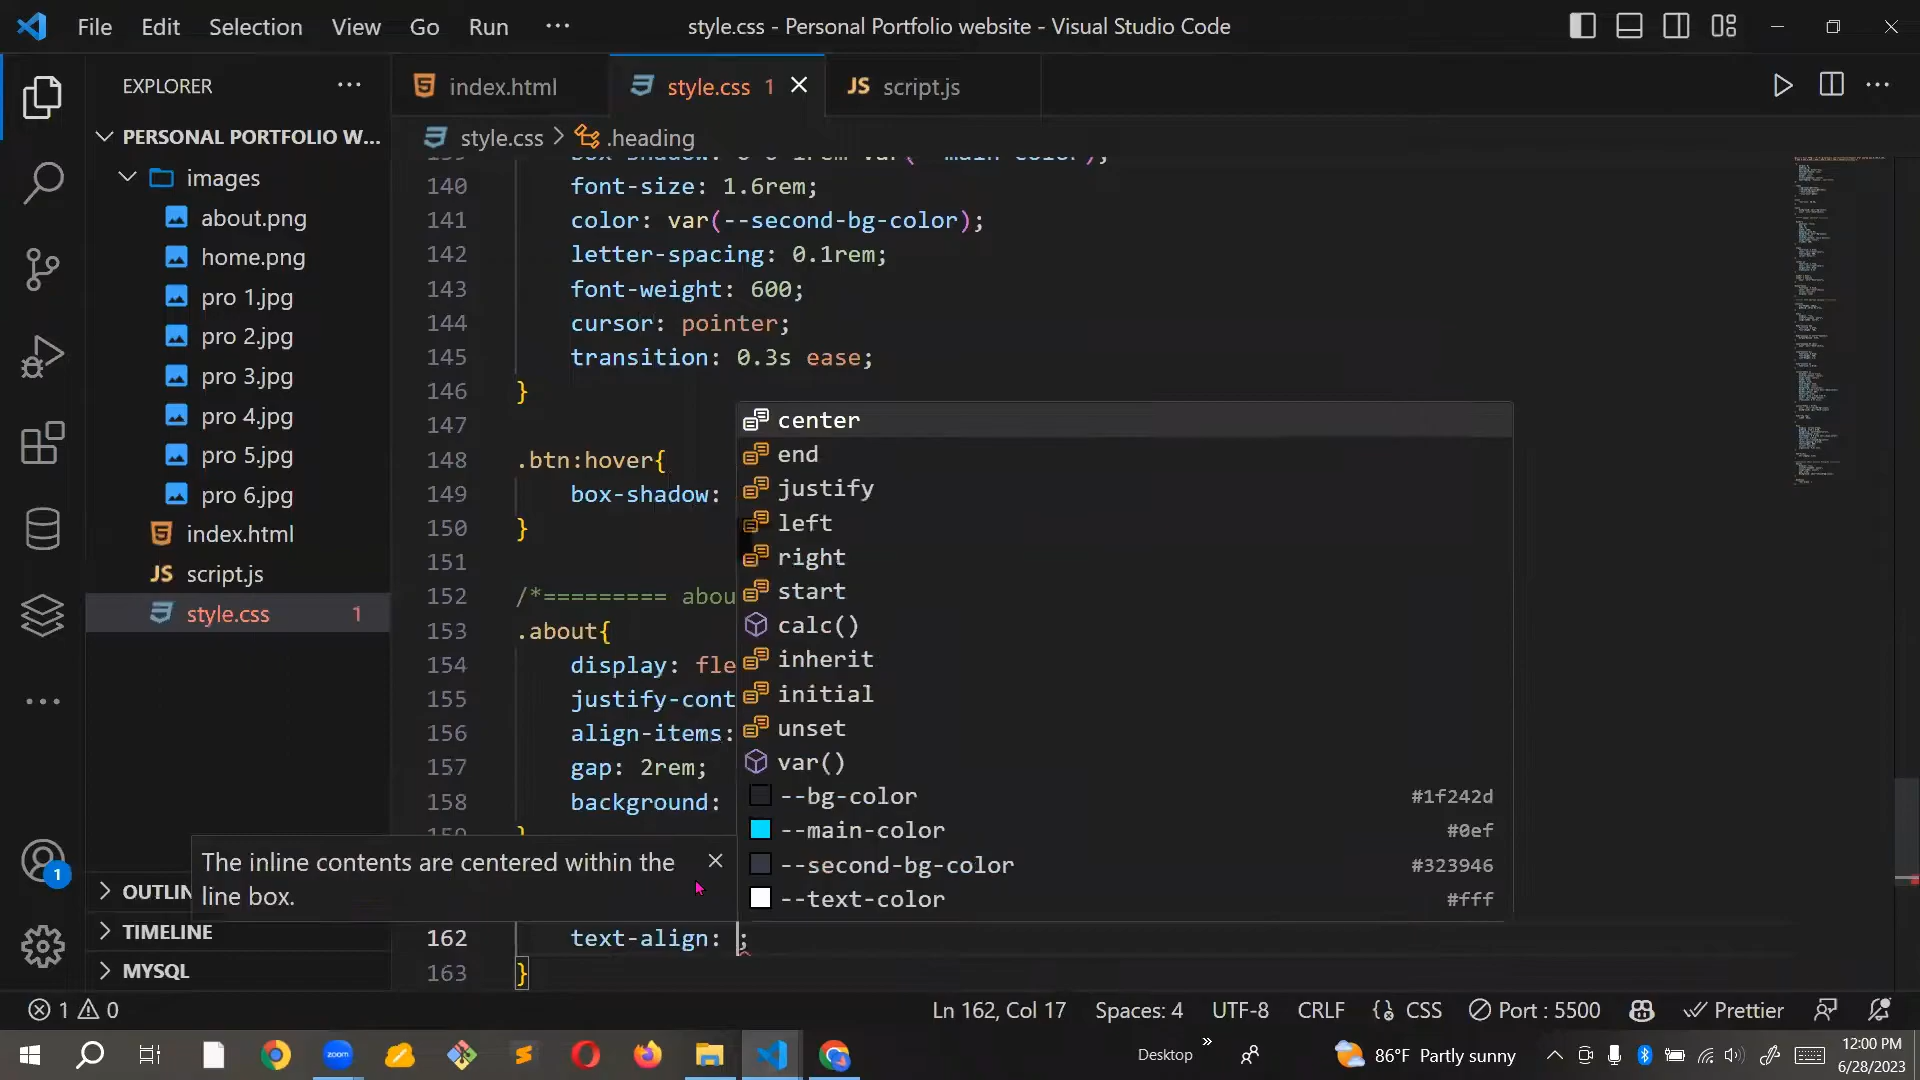 File Edit Selection View Go Run ···
style.css - Personal Portfolio website - Visual Studio Code
EXPLORER ···
index.html
style.css 1
JS script.js
PERSONAL PORTFOLIO W...
style.css > .heading
images
about.png
home.png
pro 1.jpg
pro 2.jpg
pro 3.jpg
pro 4.jpg
pro 5.jpg
pro 6.jpg
index.html
JS script.js
style.css 1
OUTLIN
TIMELINE
MYSQL
140 font-size: 1.6rem;
141 color: var(--second-bg-color);
142 letter-spacing: 0.1rem;
143 font-weight: 600;
144 cursor: pointer;
145 transition: 0.3s ease;
146 }
147
148 .btn:hover{
149 box-shadow:
150 }
151
152 /*========= abou
153 .about{
154 display: fle
155 justify-cont
156 align-items:
157 gap: 2rem;
158 background:
162 text-align: ;
163 }
center
end
justify
left
right
start
calc()
inherit
initial
unset
var()
--bg-color #1f242d
--main-color #0ef
--second-bg-color #323946
--text-color #fff
The inline contents are centered within the
line box.
1
1 0
Ln 162, Col 17 Spaces: 4 UTF-8 CRLF CSS Port : 5500 Prettier
zoom
Desktop
86°F Partly sunny
12:00 PM
6/28/2023